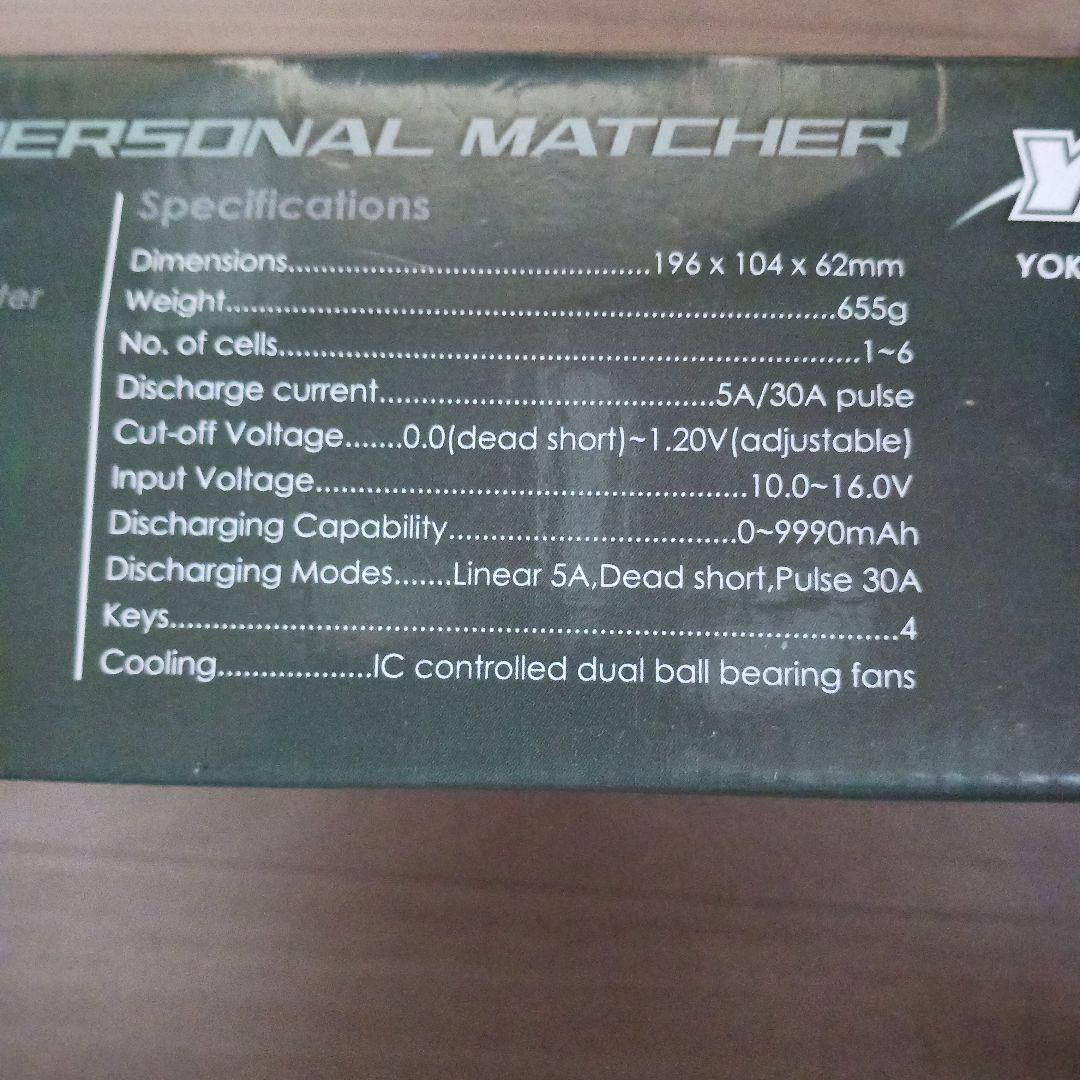 ERSONAL MATCHER
Specifications
Dimensions...............................................196 x 104 x 62mm
Weight...............................................................................655g
No. of cells..........................................................................1~6
Discharge current..........................................5A/30A pulse
Cut-off Voltage.......0.0(dead short)~1.20V(adjustable)
Input Voltage......................................................10.0~16.0V
Discharging Capability....................................0~9990mAh
Discharging Modes.......Linear 5A,Dead short,Pulse 30A
Keys..........................................................................................4
Cooling...................IC controlled dual ball bearing fans
ter
Y
YOK